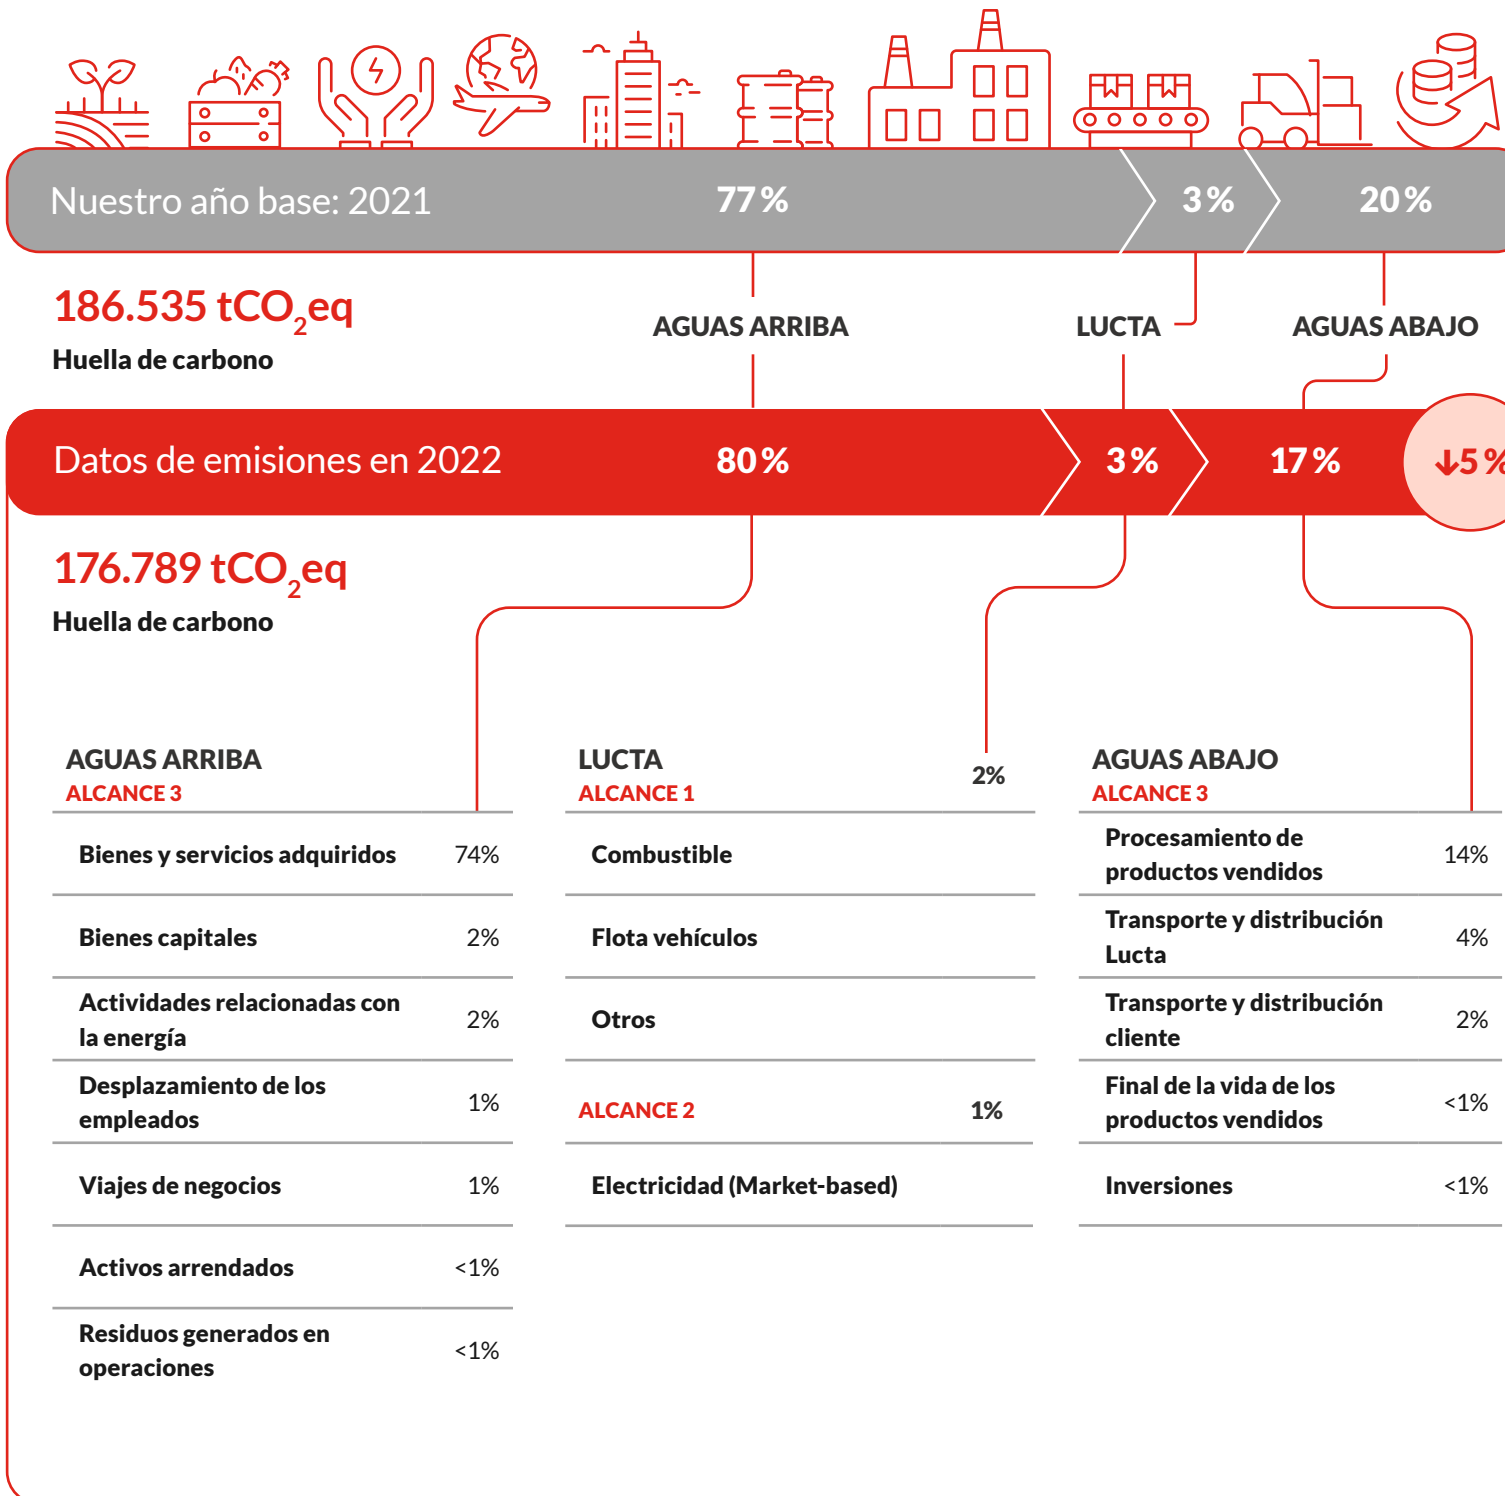 Nuestro año base: 2021 77% 3% 20%
186.535 tCO₂eq
Huella de carbono
AGUAS ARRIBA LUCTA AGUAS ABAJO
Datos de emisiones en 2022 80% 3% 17% ↓5%
176.789 tCO₂eq
Huella de carbono
AGUAS ARRIBA
ALCANCE 3
Bienes y servicios adquiridos 74%
Bienes capitales 2%
Actividades relacionadas con
la energía 2%
Desplazamiento de los
empleados 1%
Viajes de negocios 1%
Activos arrendados <1%
Residuos generados en
operaciones <1%
LUCTA
ALCANCE 1 2%
Combustible
Flota vehículos
Otros
ALCANCE 2 1%
Electricidad (Market-based)
AGUAS ABAJO
ALCANCE 3
Procesamiento de
productos vendidos 14%
Transporte y distribución
Lucta 4%
Transporte y distribución
cliente 2%
Final de la vida de los
productos vendidos <1%
Inversiones <1%